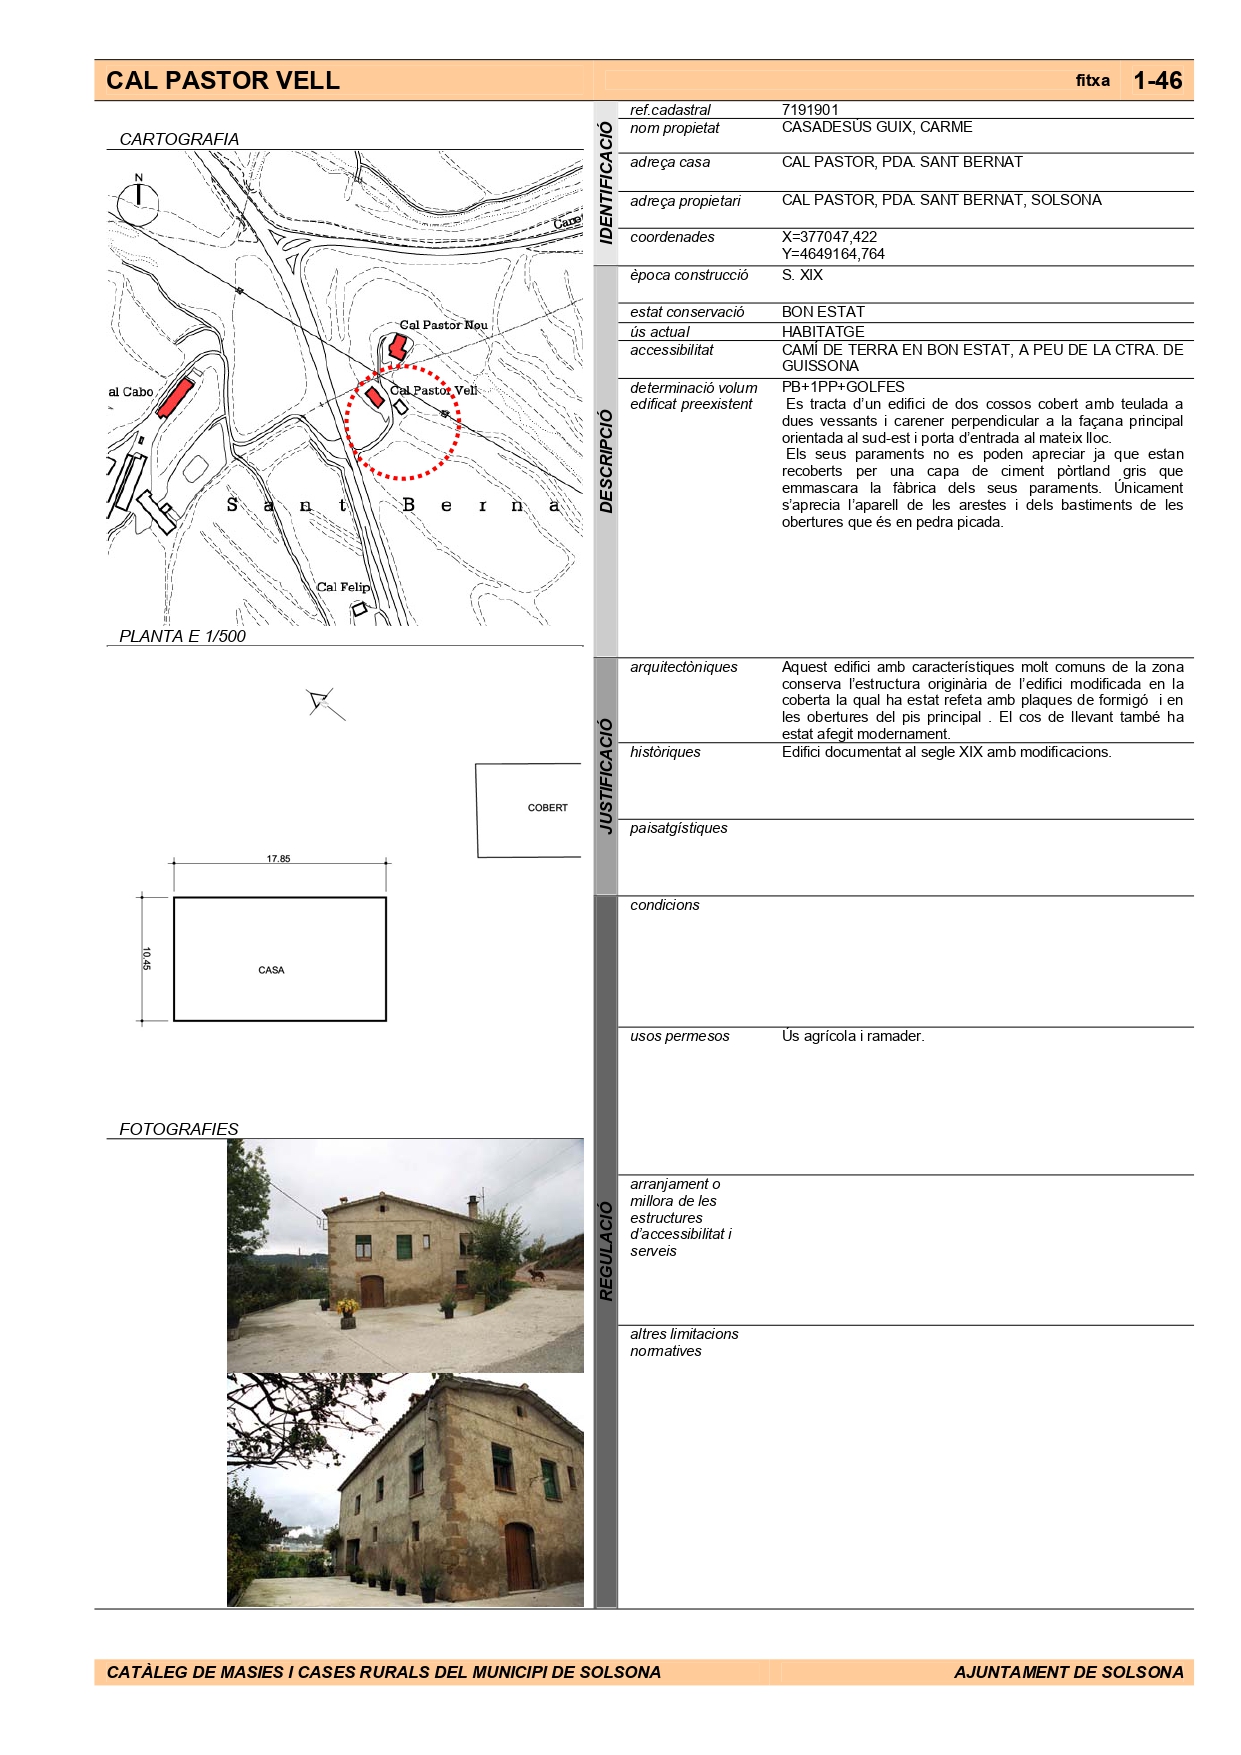 CAL PASTOR VELL
fitxa 1-46
CARTOGRAFIA
N
Cal Pastor Nou
Cal Pastor Vell
al Cabo
Sant Berna
Cal Felip
PLANTA E 1/500
COBERT
17.85
10.45
CASA
FOTOGRAFIES
IDENTIFICACIÓ
ref.cadastral 7191901
nom propietat CASADESÚS GUIX, CARME
adreça casa CAL PASTOR, PDA. SANT BERNAT
adreça propietari CAL PASTOR, PDA. SANT BERNAT, SOLSONA
coordenades X=377047,422
Y=4649164,764
DESCRIPCIÓ
època construcció S. XIX
estat conservació BON ESTAT
ús actual HABITATGE
accessibilitat CAMÍ DE TERRA EN BON ESTAT, A PEU DE LA CTRA. DE
GUISSONA
determinació volum PB+1PP+GOLFES
edificat preexistent Es tracta d'un edifici de dos cossos cobert amb teulada a
dues vessants i carener perpendicular a la façana principal
orientada al sud-est i porta d'entrada al mateix lloc.
Els seus paraments no es poden apreciar ja que estan
recoberts per una capa de ciment pòrtland gris que
emmascara la fàbrica dels seus paraments. Únicament
s'aprecia l'aparell de les arestes i dels bastiments de les
obertures que és en pedra picada.
JUSTIFICACIÓ
arquitectòniques Aquest edifici amb característiques molt comuns de la zona
conserva l'estructura originària de l'edifici modificada en la
coberta la qual ha estat refeta amb plaques de formigó i en
les obertures del pis principal . El cos de llevant també ha
estat afegit modernament.
històriques Edifici documentat al segle XIX amb modificacions.
paisatgístiques
REGULACIÓ
condicions
usos permesos Ús agrícola i ramader.
arranjament o
millora de les
estructures
d'accessibilitat i
serveis
altres limitacions
normatives
CATÀLEG DE MASIES I CASES RURALS DEL MUNICIPI DE SOLSONA
AJUNTAMENT DE SOLSONA